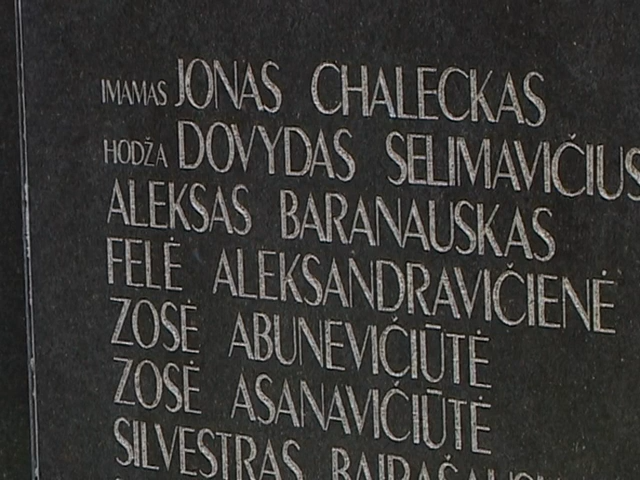 IMAMAS JONAS CHALECKAS
HODŽA DOVYDAS SELIMAVIČIUS
ALEKSAS BARANAUSKAS
FELĖ ALEKSANDRAVIČIENĖ
ZOSĖ ABUNEVIČIŪTĖ
ZOSĖ ASANAVIČIŪTĖ
SILVESTRAS